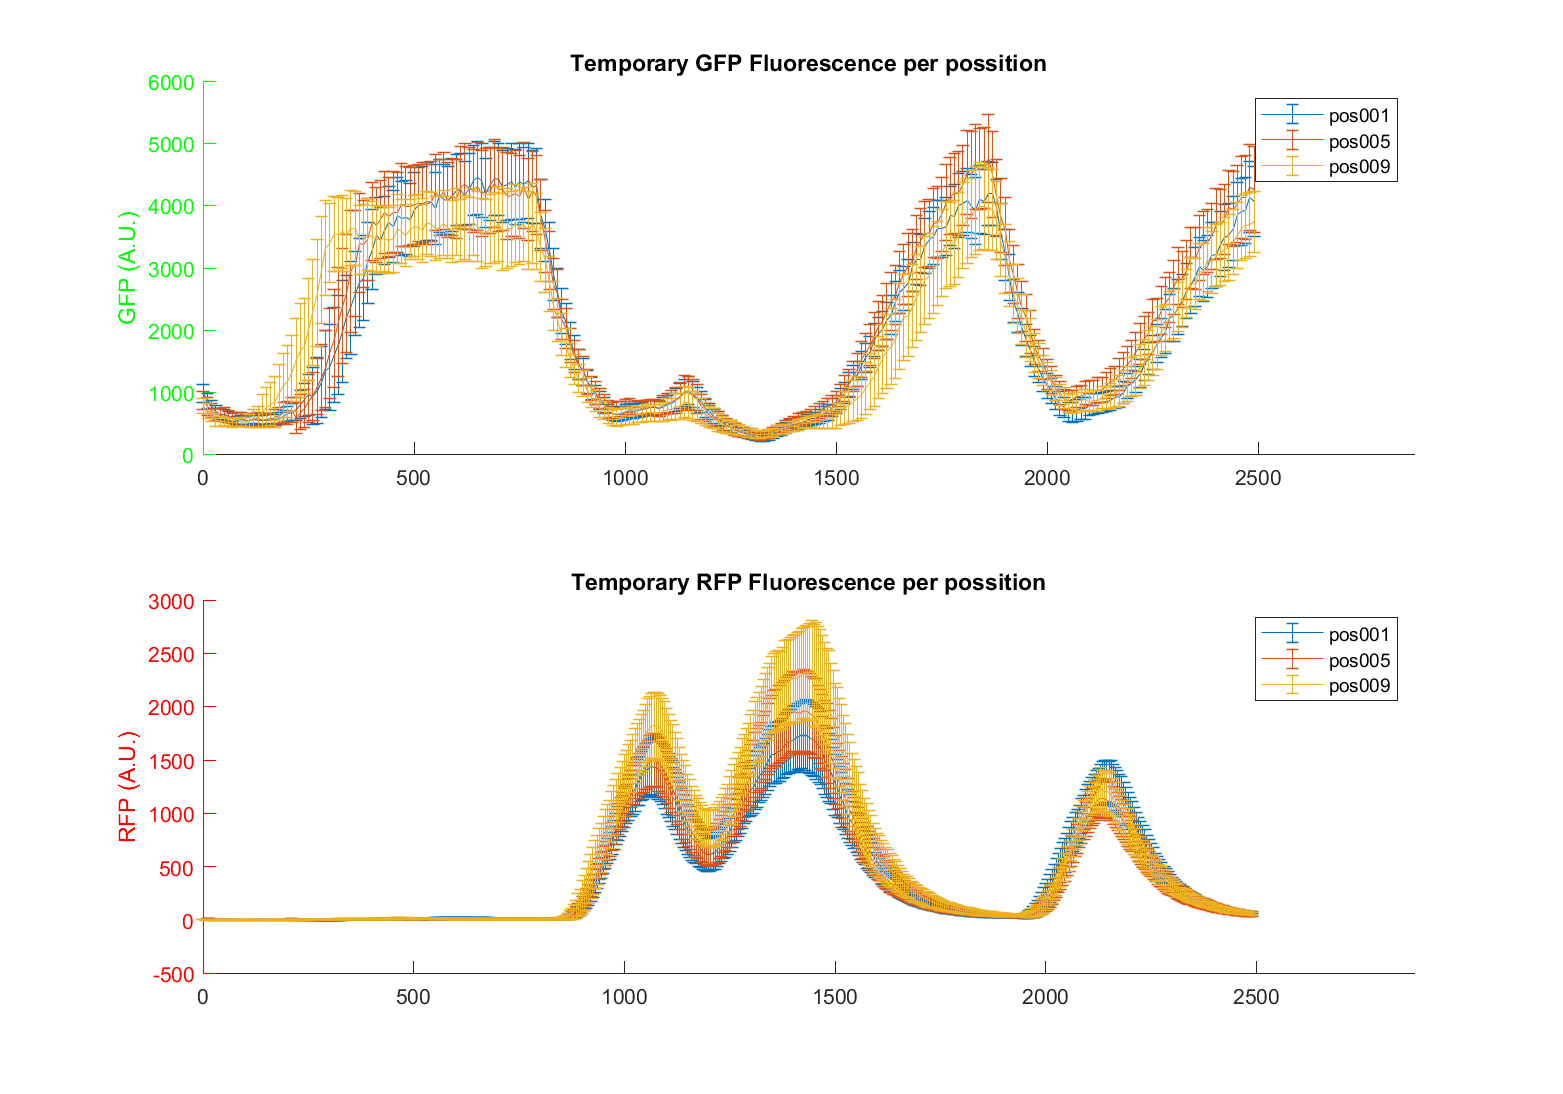 Temporary GFP Fluorescence per possition
6000
5000
4000
3000
2000
1000
0
GFP (A.U.)
0 500 1000 1500 2000 2500
pos001
pos005
pos009
Temporary RFP Fluorescence per possition
3000
2500
2000
1500
1000
500
0
-500
RFP (A.U.)
0 500 1000 1500 2000 2500
pos001
pos005
pos009